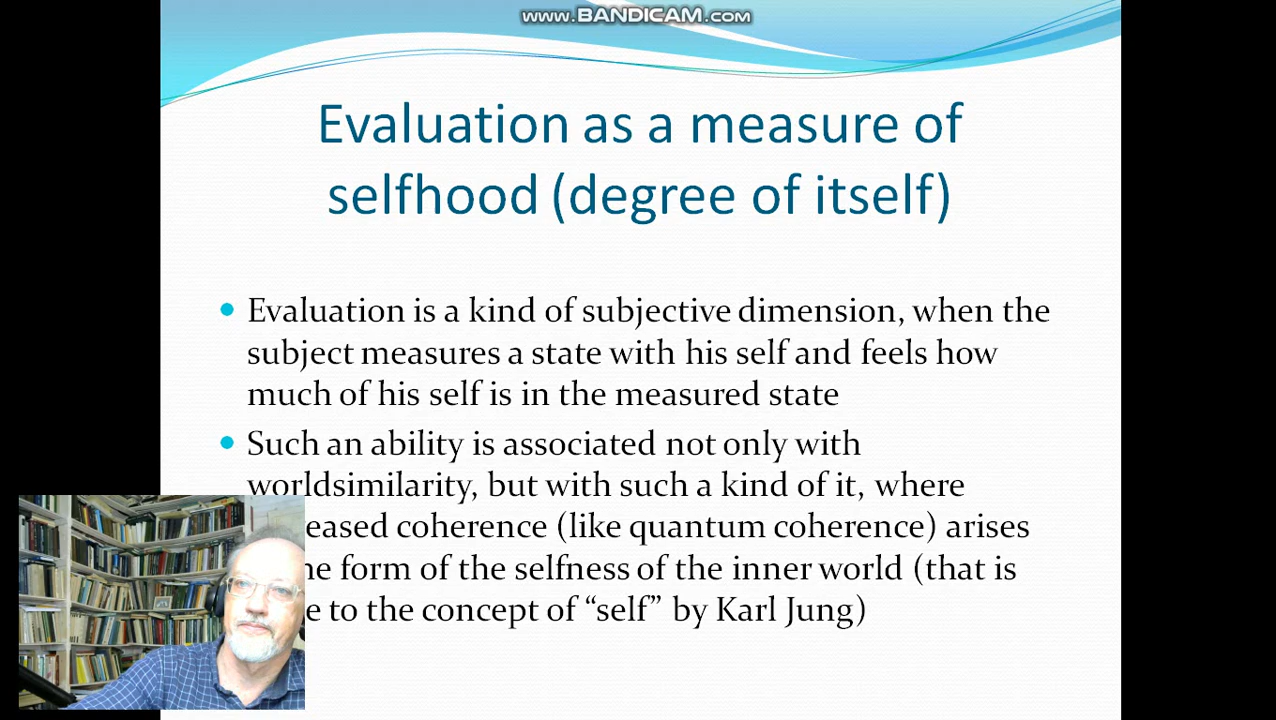 www.BANDICAM.com
Evaluation as a measure of
selfhood (degree of itself)
Evaluation is a kind of subjective dimension, when the
subject measures a state with his self and feels how
much of his self is in the measured state
Such an ability is associated not only with
worldsimilarity, but with such a kind of it, where
coherence (like quantum coherence) arises
form of the selfness of the inner world (that is
to the concept of “self” by Karl Jung)